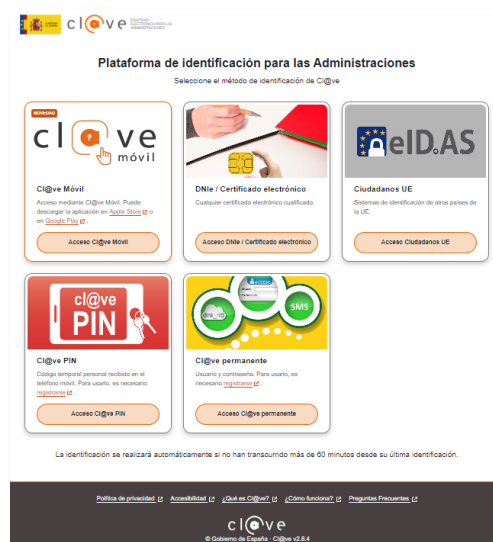 cl@ve
Plataforma de identificación para las Administraciones
Seleccione el método de identificación de Cl@ve
NOVEDAD
cl@ve
móvil
Cl@ve Móvil
Acceso mediante Cl@ve Móvil. Puede
descargar la aplicación en Apple Store o
en Google Play.
Acceso Cl@ve Móvil
DNIe / Certificado electrónico
Cualquier certificado electrónico cualificado.
Acceso DNIe / Certificado electrónico
eID.AS
Ciudadanos UE
Sistemas de identificación de otros países de
la UE.
Acceso Ciudadanos UE
cl@ve
PIN
Cl@ve PIN
Código temporal personal recibido en el
teléfono móvil. Para usarlo, es necesario
registrarse.
Acceso Cl@ve PIN
SMS
Cl@ve permanente
Usuario y contraseña. Para usarlo, es
necesario registrarse.
Acceso Cl@ve permanente
La identificación se realizará automáticamente si no han transcurrido más de 60 minutos desde su última identificación.
Política de privacidad Accesibilidad ¿Qué es Cl@ve? ¿Cómo funciona? Preguntas Frecuentes
cl@ve
© Gobierno de España - Cl@ve v2.8.4